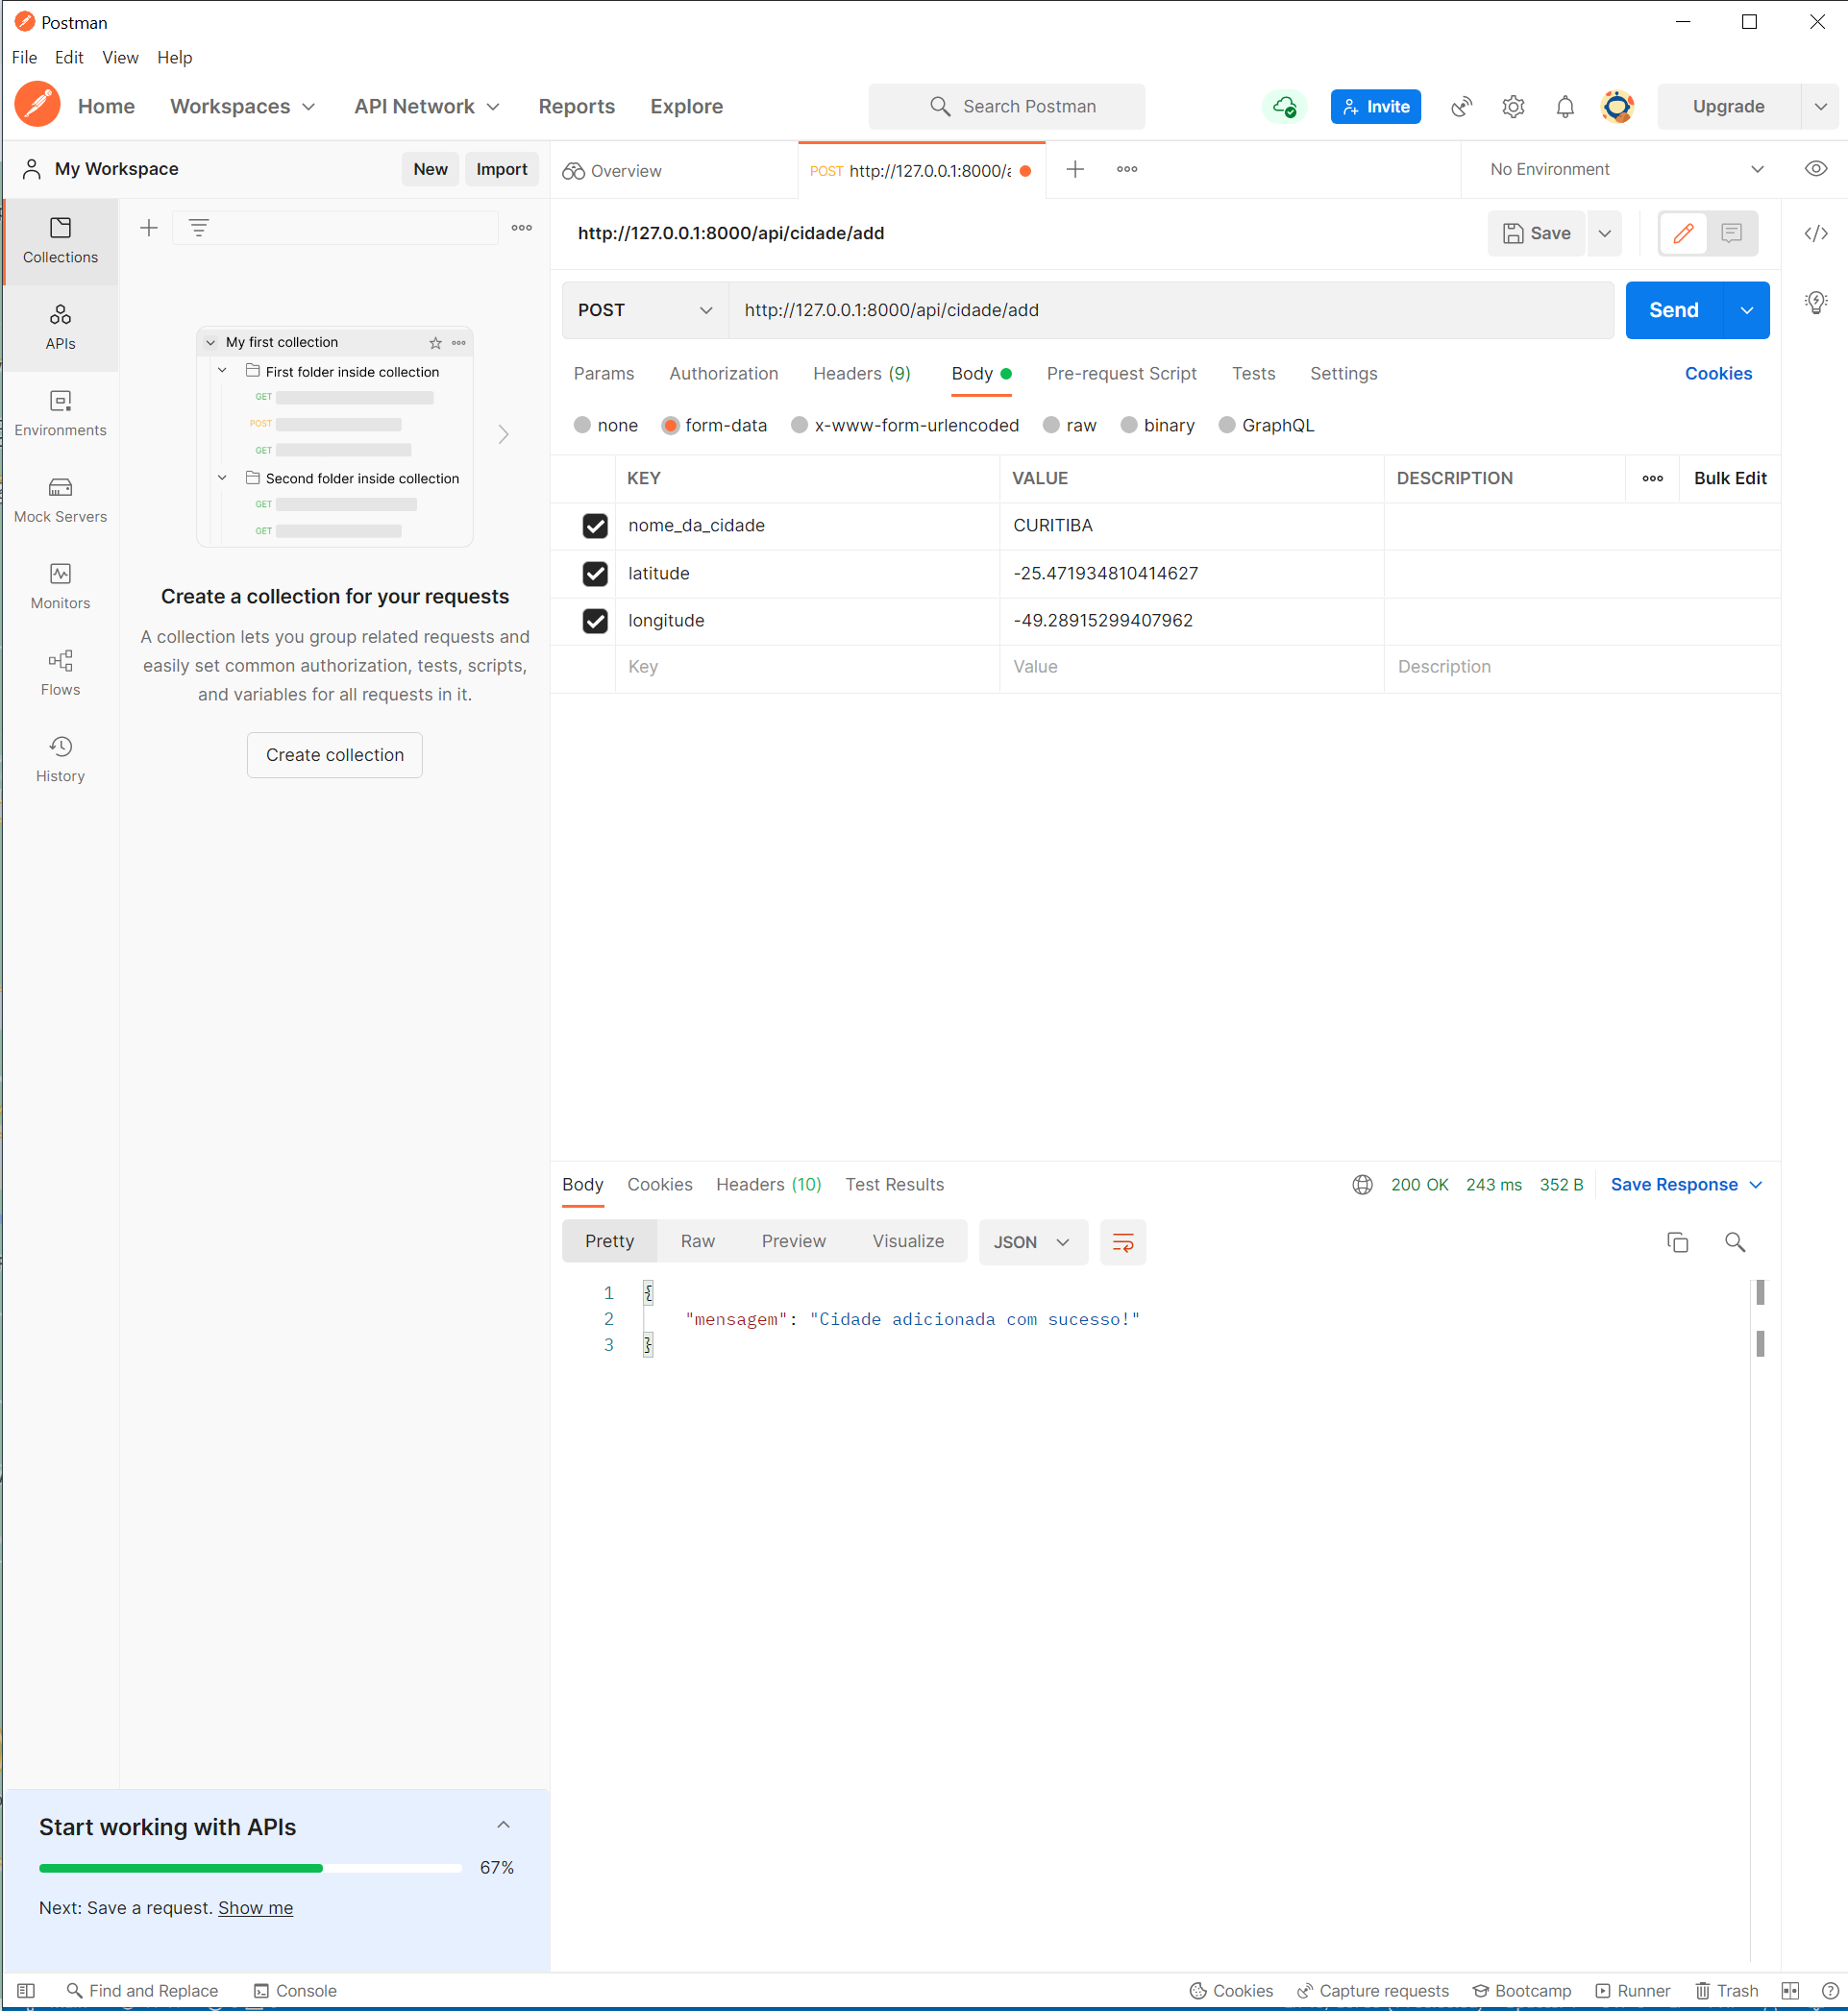 Postman
File Edit View Help
Home Workspaces API Network Reports Explore Search Postman Invite Upgrade
My Workspace New Import Overview POST http://127.0.0.1:8000/a No Environment
Collections
APIs
Environments
Mock Servers
Monitors
Flows
History
My first collection
First folder inside collection
GET
POST
GET
Second folder inside collection
GET
GET
Create a collection for your requests
A collection lets you group related requests and
easily set common authorization, tests, scripts,
and variables for all requests in it.
Create collection
Start working with APIs
67%
Next: Save a request. Show me
http://127.0.0.1:8000/api/cidade/add Save
POST http://127.0.0.1:8000/api/cidade/add Send
Params Authorization Headers (9) Body Pre-request Script Tests Settings Cookies
none form-data x-www-form-urlencoded raw binary GraphQL
KEY VALUE DESCRIPTION Bulk Edit
nome_da_cidade CURITIBA
latitude -25.471934810414627
longitude -49.28915299407962
Key Value Description
Body Cookies Headers (10) Test Results 200 OK 243 ms 352 B Save Response
Pretty Raw Preview Visualize JSON
1 {
2 "mensagem": "Cidade adicionada com sucesso!"
3 }
Find and Replace Console Cookies Capture requests Bootcamp Runner Trash